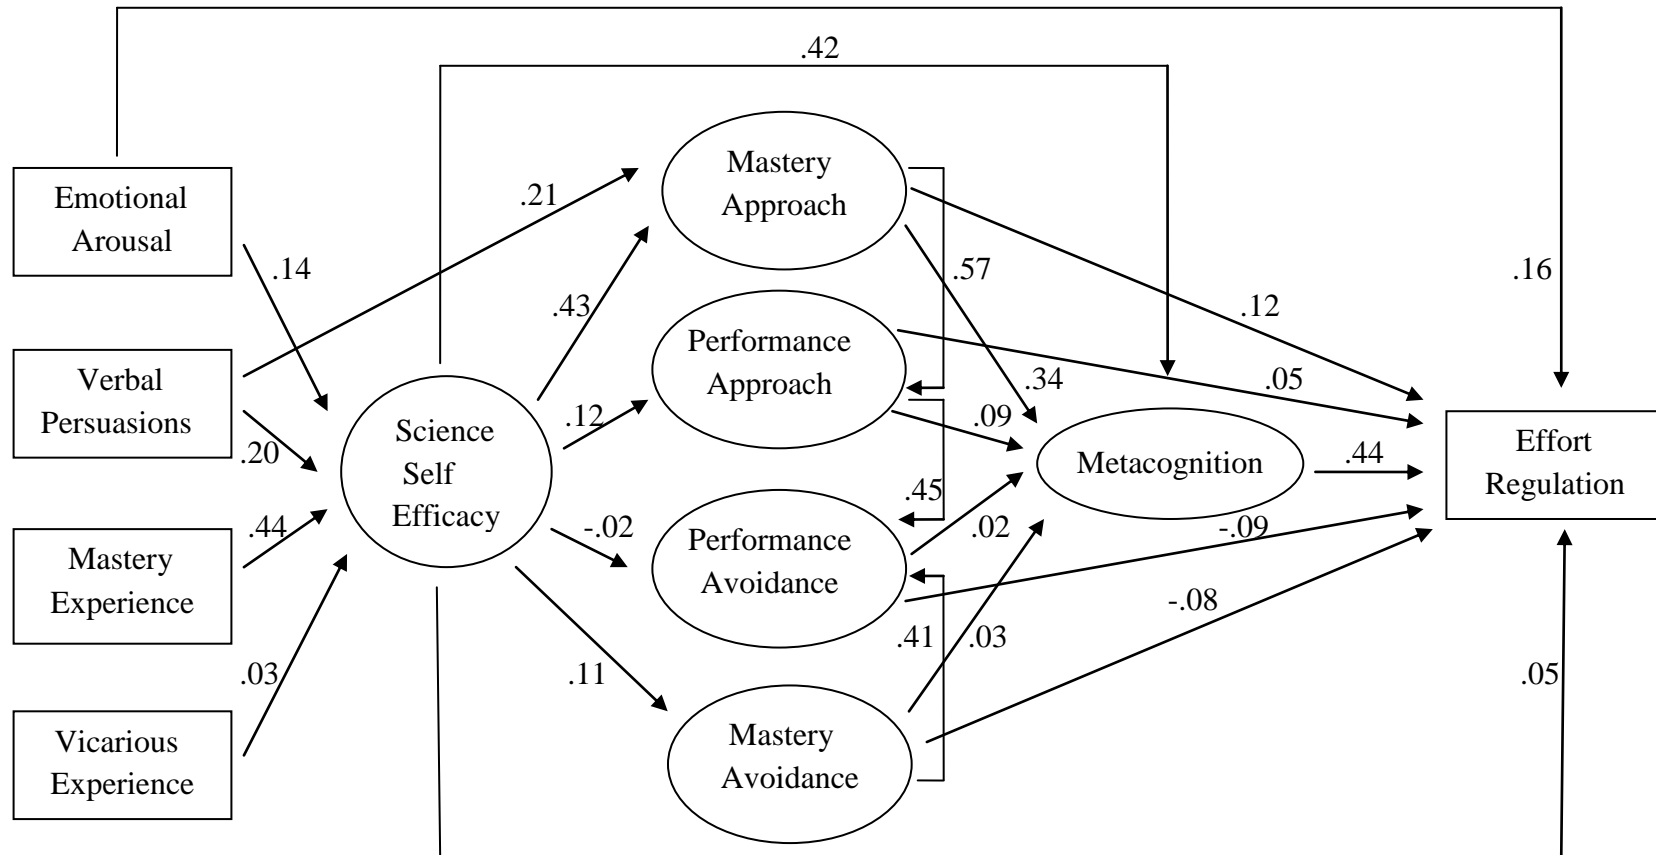 .42
Emotional
Arousal
Verbal
Persuasions
Mastery
Experience
Vicarious
Experience
.14
.21
.20
.44
.03
Science
Self
Efficacy
.43
.12
-.02
.11
Mastery
Approach
Performance
Approach
Performance
Avoidance
Mastery
Avoidance
.57
.45
.41
.34
.09
.02
.03
Metacognition
.12
.05
.44
-.09
-.08
.16
.05
Effort
Regulation